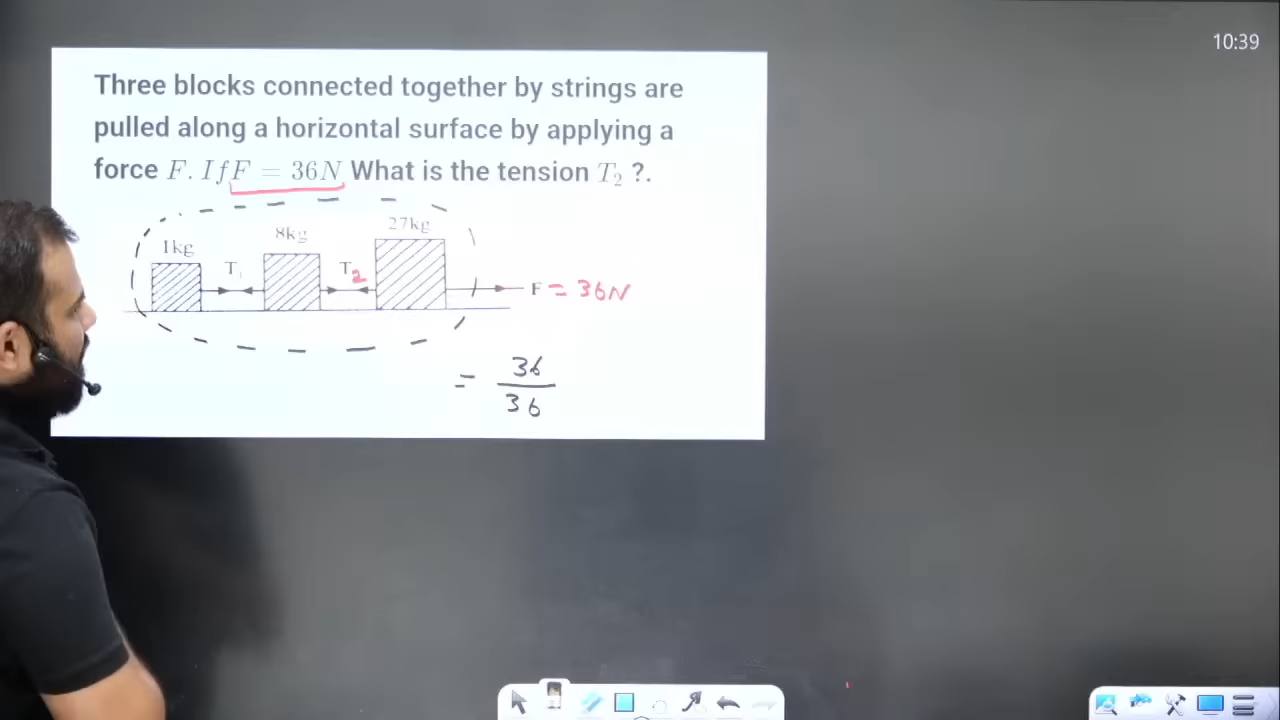 10:39
Three blocks connected together by strings are
pulled along a horizontal surface by applying a
force F. If F = 36N What is the tension T₂ ?.
1kg 8kg 27kg
T₁ T₂ F = 36N
= 36
36